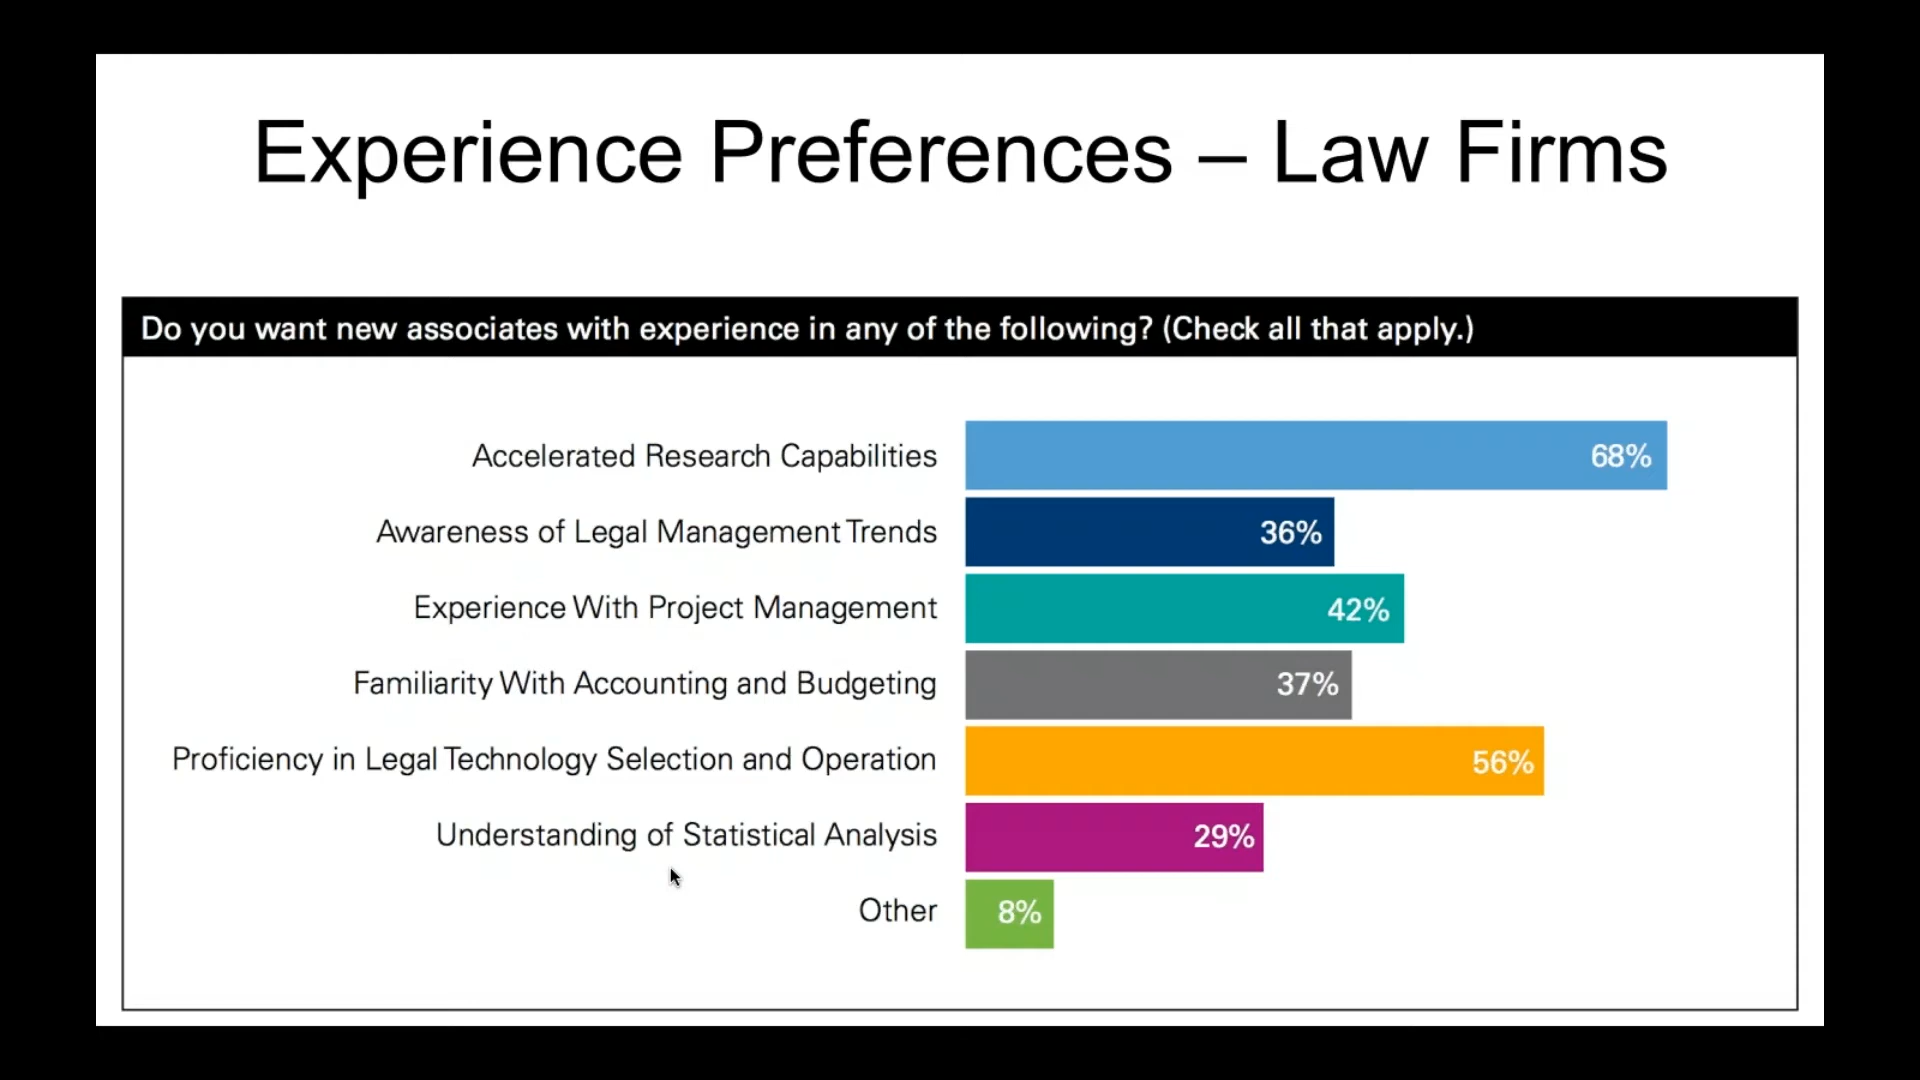 Experience Preferences – Law Firms
Do you want new associates with experience in any of the following? (Check all that apply.)
Accelerated Research Capabilities 68%
Awareness of Legal Management Trends 36%
Experience With Project Management 42%
Familiarity With Accounting and Budgeting 37%
Proficiency in Legal Technology Selection and Operation 56%
Understanding of Statistical Analysis 29%
Other 8%